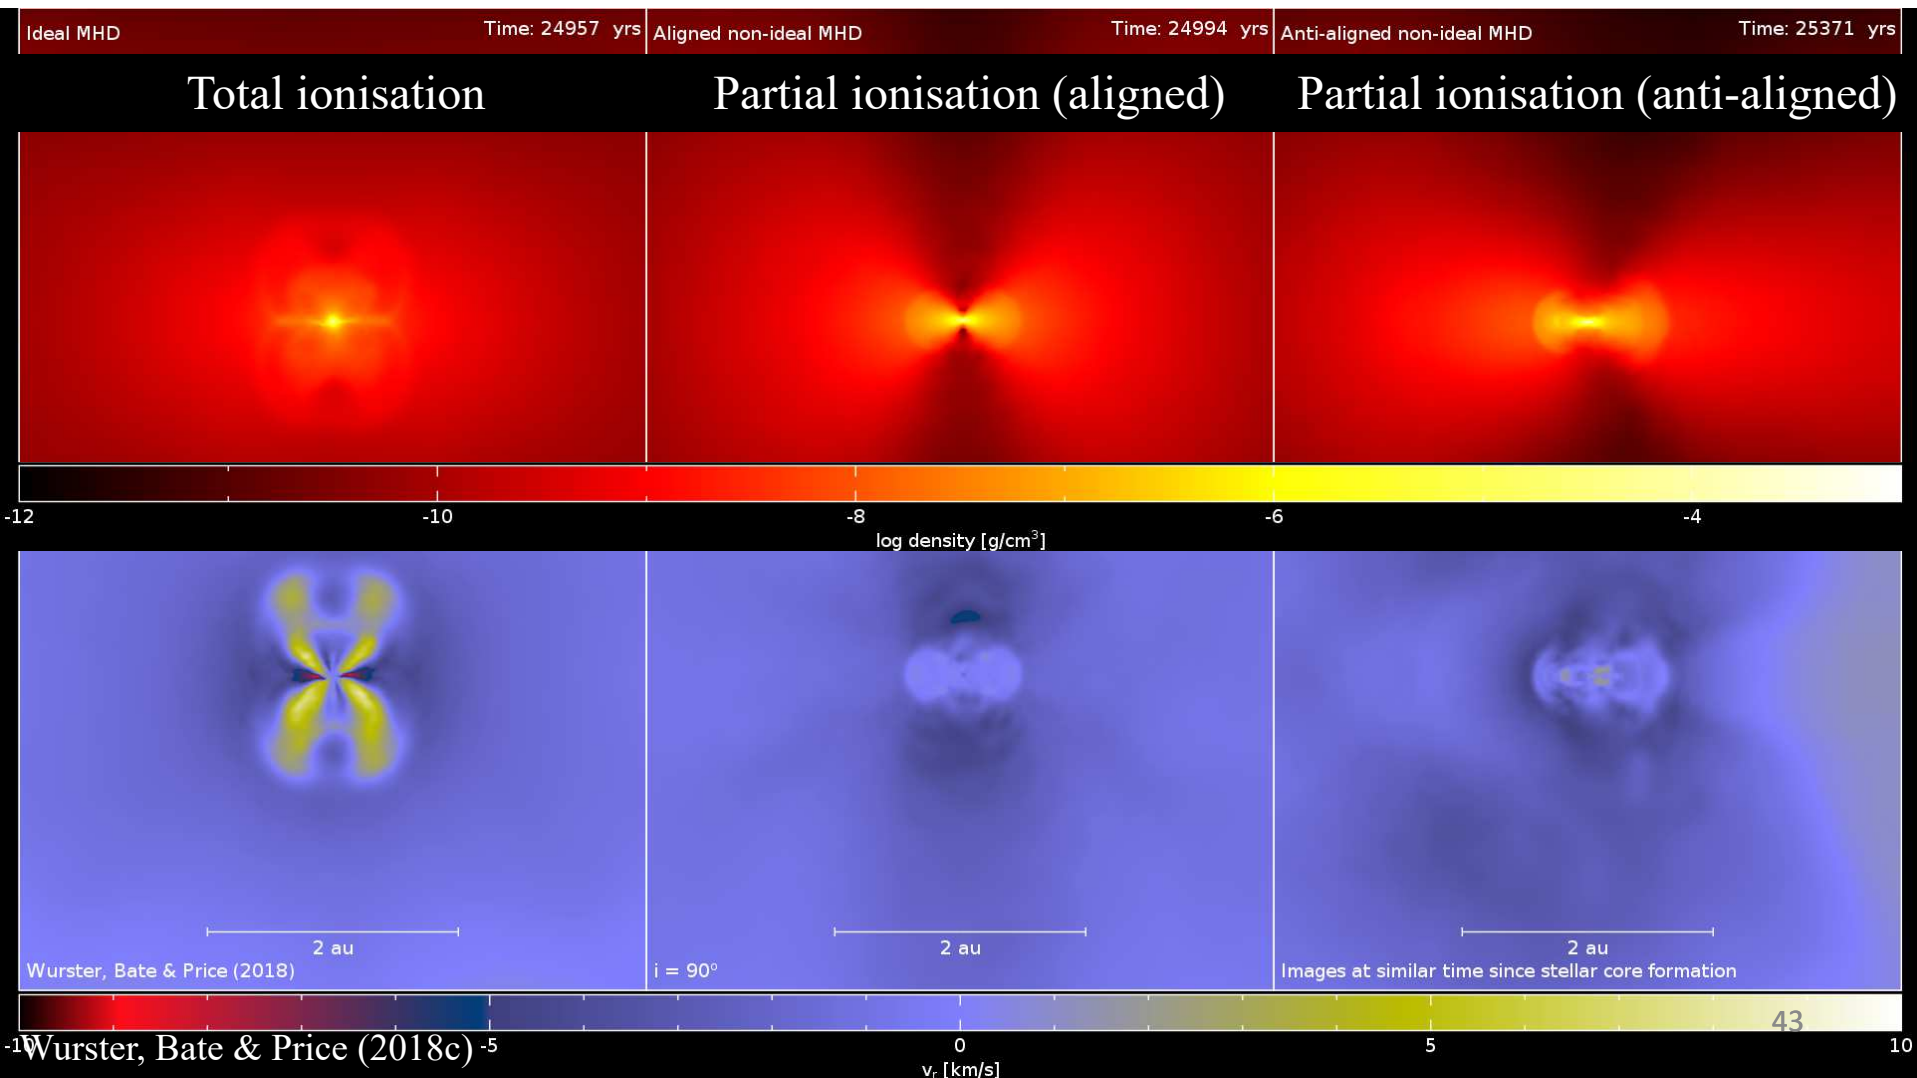 Ideal MHD
Time: 24957 yrs
Aligned non-ideal MHD
Time: 24994 yrs
Anti-aligned non-ideal MHD
Time: 25371 yrs
Total ionisation
Partial ionisation (aligned)
Partial ionisation (anti-aligned)
-12
-10
-8
-6
-4
log density [g/cm³]
2 au
2 au
2 au
Wurster, Bate & Price (2018)
i = 90°
Images at similar time since stellar core formation
43
-10
Wurster, Bate & Price (2018c)
-5
0
5
10
vᵣ [km/s]